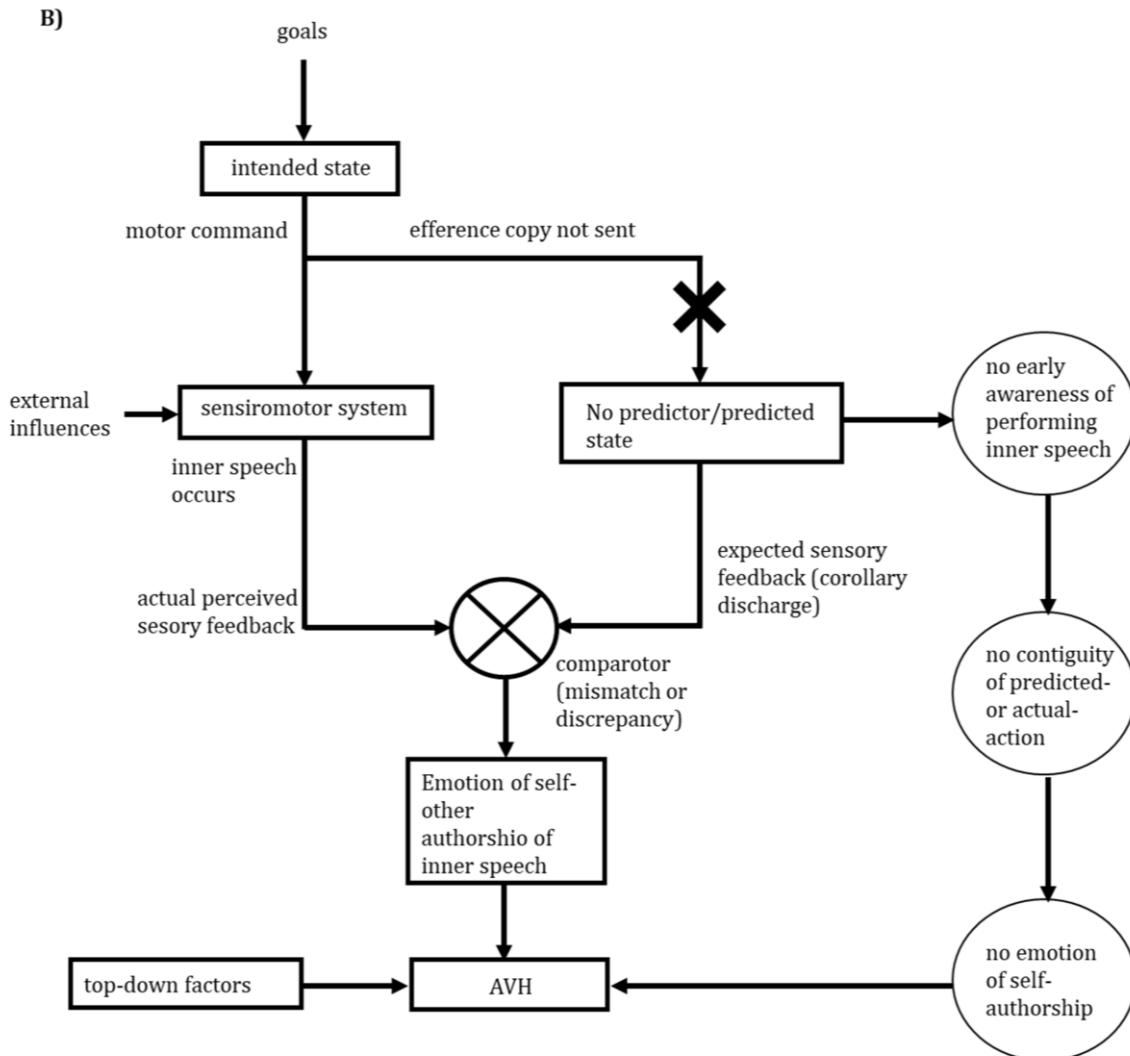 B)
goals
intended state
motor command
efference copy not sent
external
influences
sensiromotor system
No predictor/predicted
state
no early
awareness of
performing
inner speech
inner speech
occurs
expected sensory
feedback (corollary
discharge)
actual perceived
sesory feedback
comparotor
(mismatch or
discrepancy)
no contiguity
of predicted-
or actual-
action
Emotion of self-
other
authorshio of
inner speech
top-down factors
AVH
no emotion
of self-
authorship